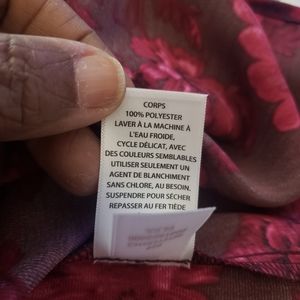 CORPS
100% POLYESTER
LAVER À LA MACHINE À
L'EAU FROIDE,
CYCLE DÉLICAT, AVEC
DES COULEURS SEMBLABLES
UTILISER SEULEMENT UN
AGENT DE BLANCHIMENT
SANS CHLORE, AU BESOIN,
SUSPENDRE POUR SÉCHER
REPASSER AU FER TIÈDE